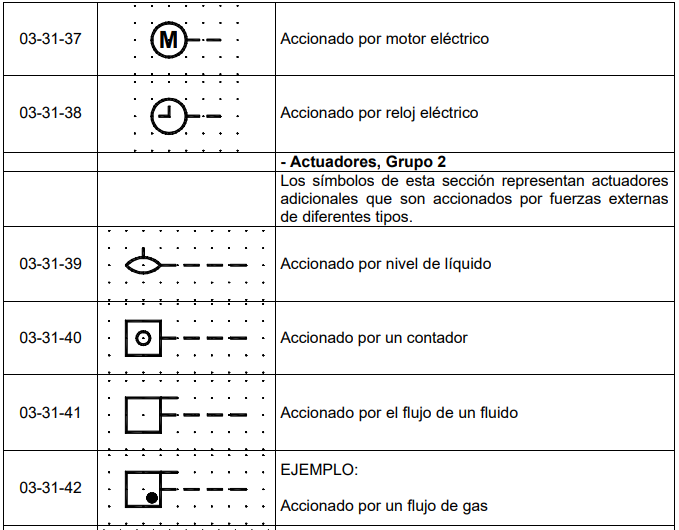 03-31-37
M
Accionado por motor eléctrico
03-31-38
Accionado por reloj eléctrico
- Actuadores, Grupo 2
Los símbolos de esta sección representan actuadores
adicionales que son accionados por fuerzas externas
de diferentes tipos.
03-31-39
Accionado por nivel de líquido
03-31-40
Accionado por un contador
03-31-41
Accionado por el flujo de un fluido
03-31-42
EJEMPLO:
Accionado por un flujo de gas